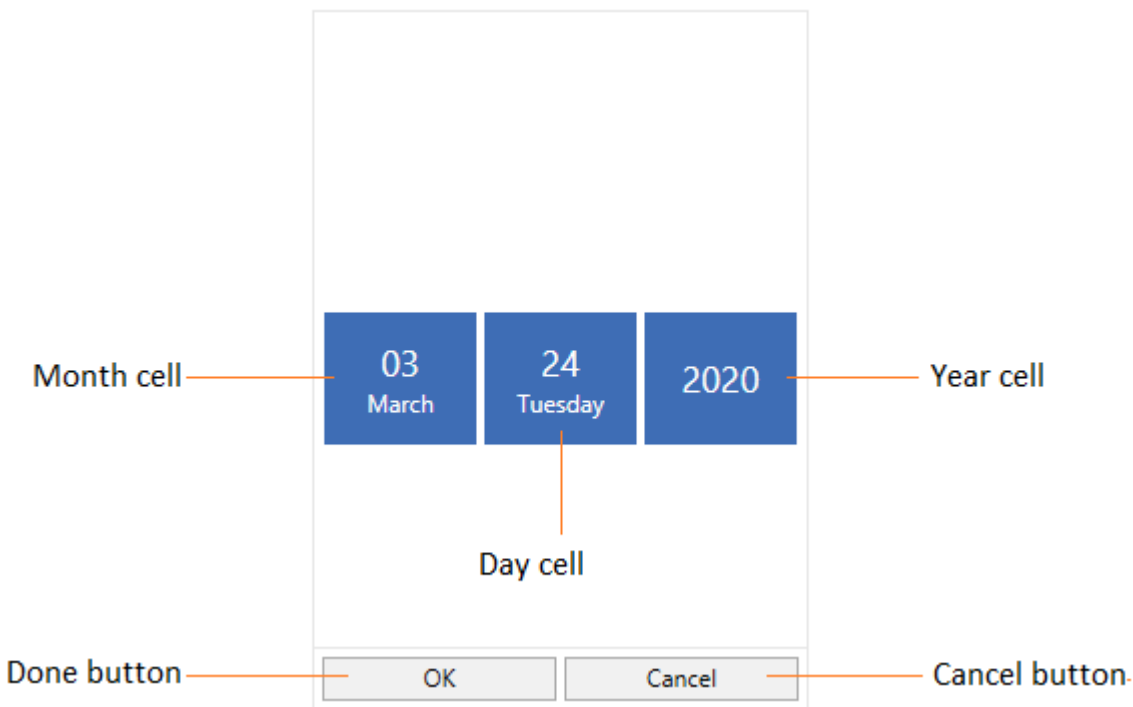 03
March
24
Tuesday
2020
Month cell
Year cell
Day cell
Done button
OK
Cancel
Cancel button